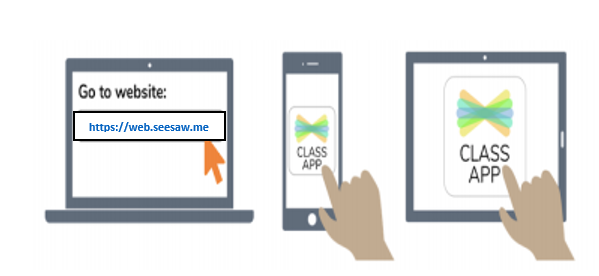 Go to website:
https://web.seesaw.me
CLASS
APP
CLASS
APP